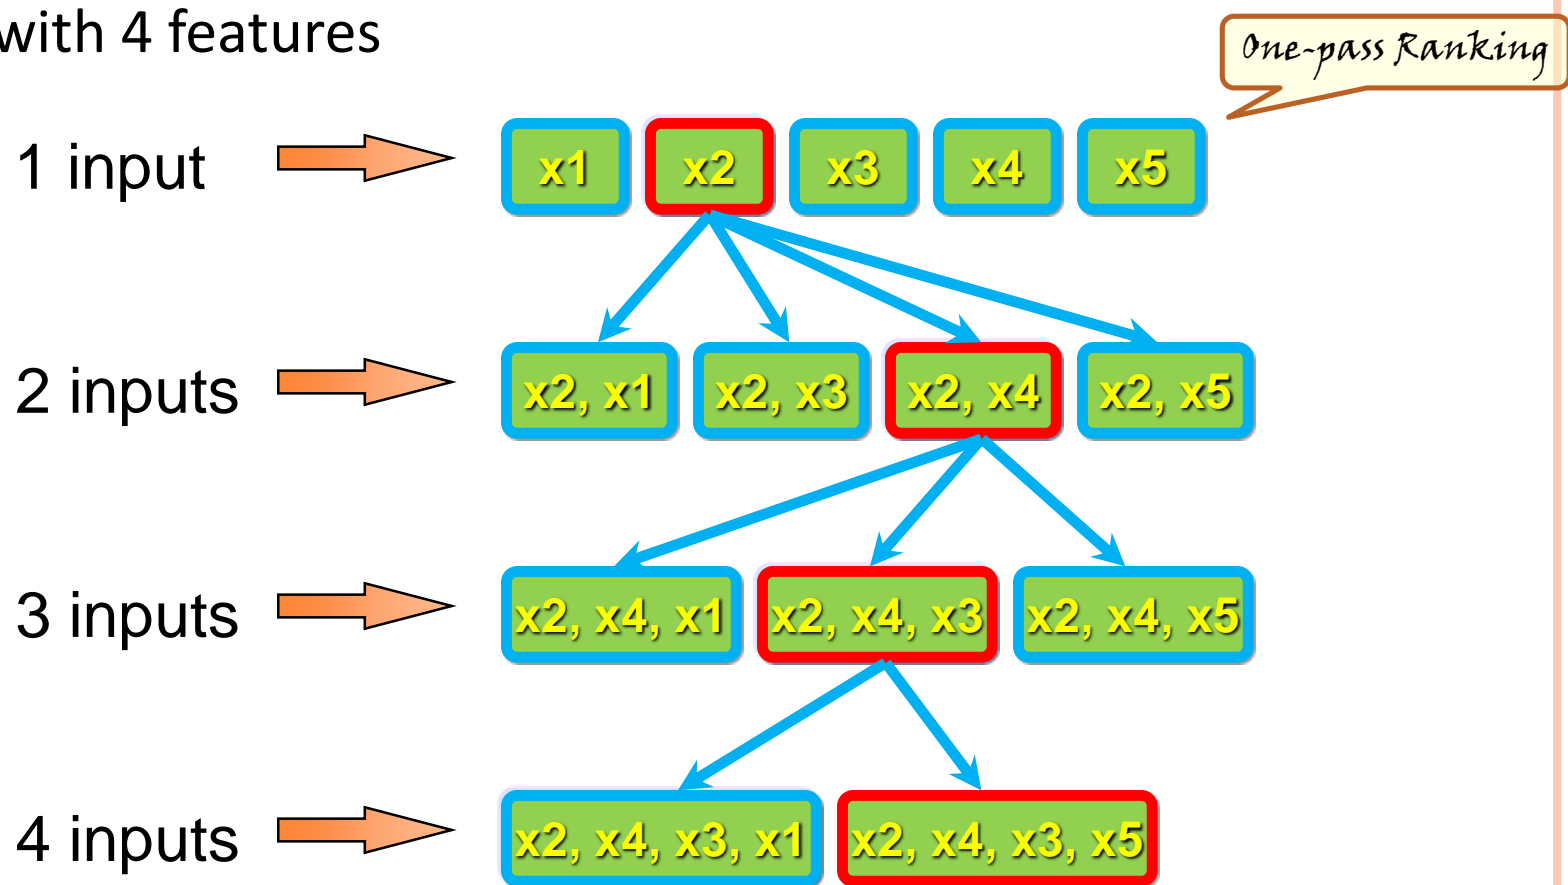 with 4 features
One-pass Ranking
1 input
x1 x2 x3 x4 x5
2 inputs
x2, x1 x2, x3 x2, x4 x2, x5
3 inputs
x2, x4, x1 x2, x4, x3 x2, x4, x5
4 inputs
x2, x4, x3, x1 x2, x4, x3, x5